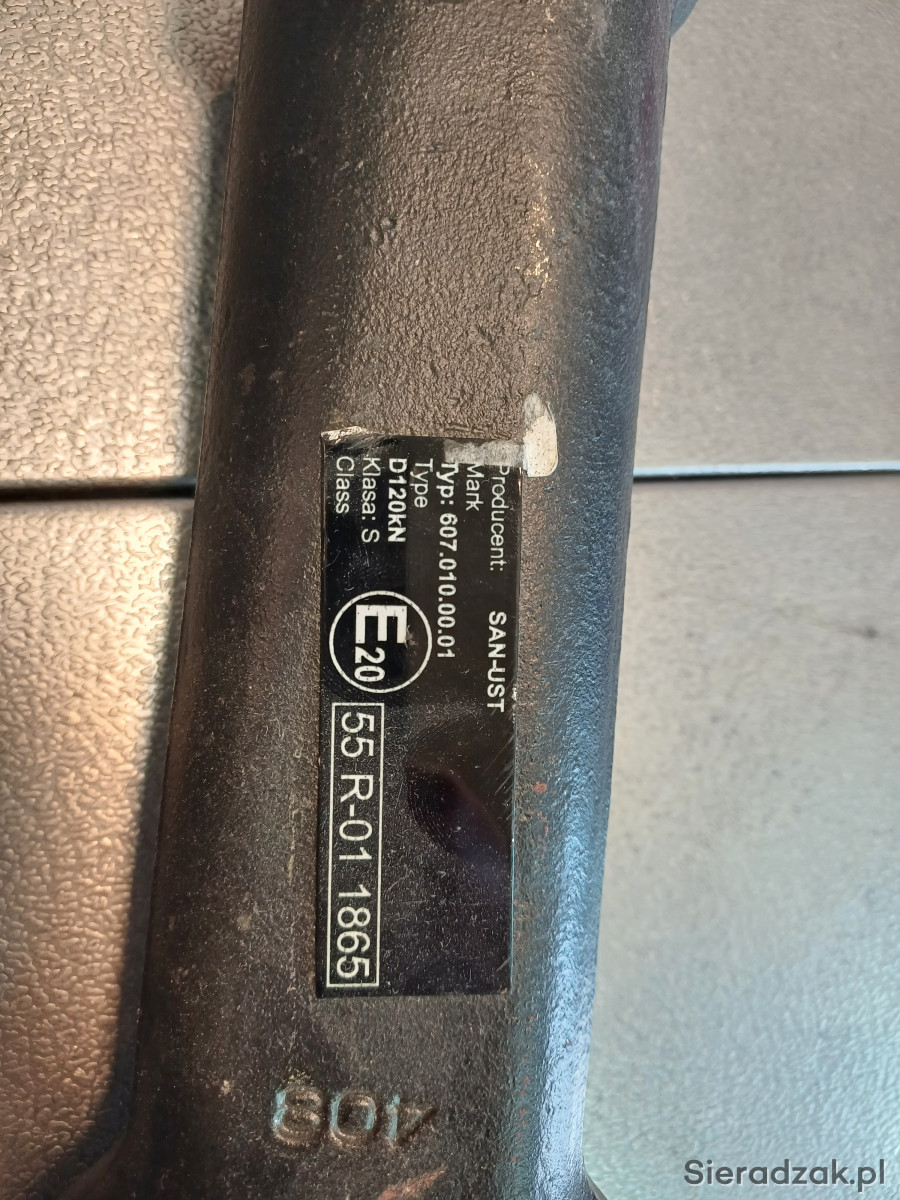 Producent: SAN-UST
Mark
Typ: 607.010.00.01
Type
D120kN
Klasa: S
Class
E20
55 R-01 1865
Sieradzak.pl